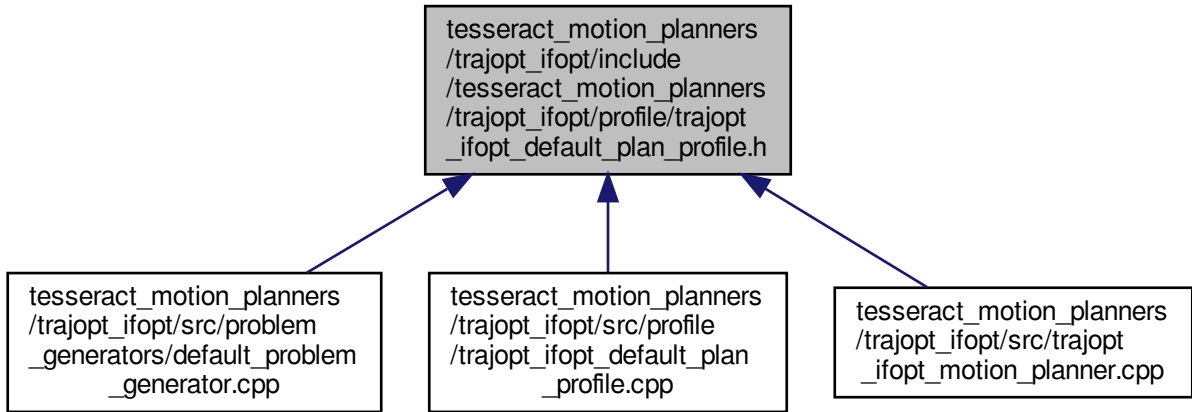 tesseract_motion_planners
/trajopt_ifopt/include
/tesseract_motion_planners
/trajopt_ifopt/profile/trajopt
_ifopt_default_plan_profile.h
tesseract_motion_planners
/trajopt_ifopt/src/problem
_generators/default_problem
_generator.cpp
tesseract_motion_planners
/trajopt_ifopt/src/profile
/trajopt_ifopt_default_plan
_profile.cpp
tesseract_motion_planners
/trajopt_ifopt/src/trajopt
_ifopt_motion_planner.cpp